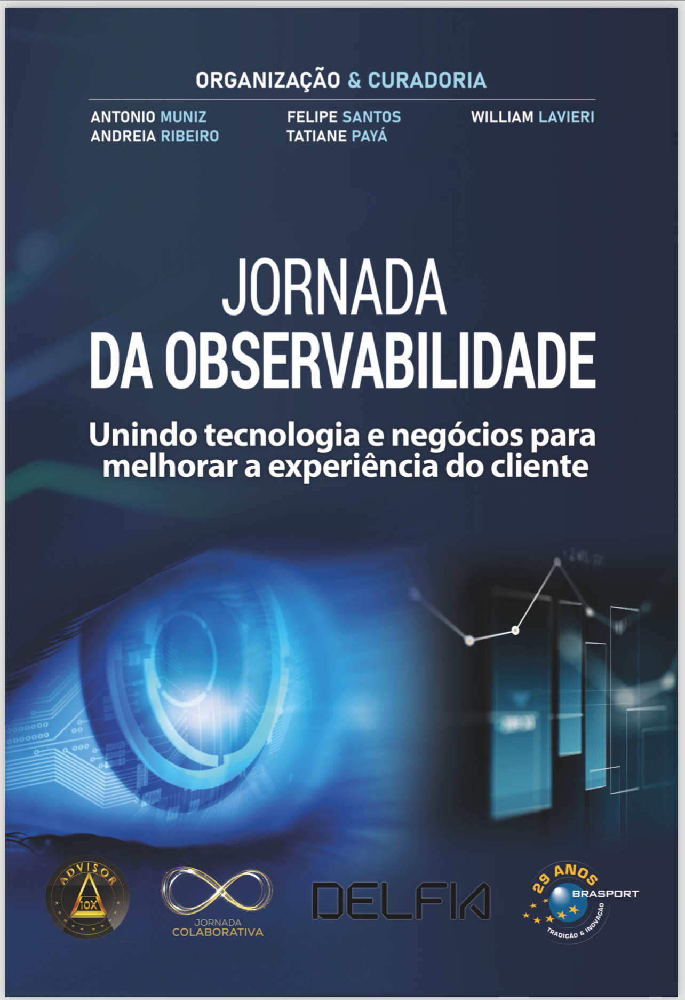 ORGANIZAÇÃO & CURADORIA
ANTONIO MUNIZ
ANDREIA RIBEIRO
FELIPE SANTOS
TATIANE PAYÁ
WILLIAM LAVIERI
JORNADA
DA OBSERVABILIDADE
Unindo tecnologia e negócios para
melhorar a experiência do cliente
ADVISOR
10X
JORNADA
COLABORATIVA
DELFIA
29 ANOS
BRASPORT
TRADIÇÃO & INOVAÇÃO